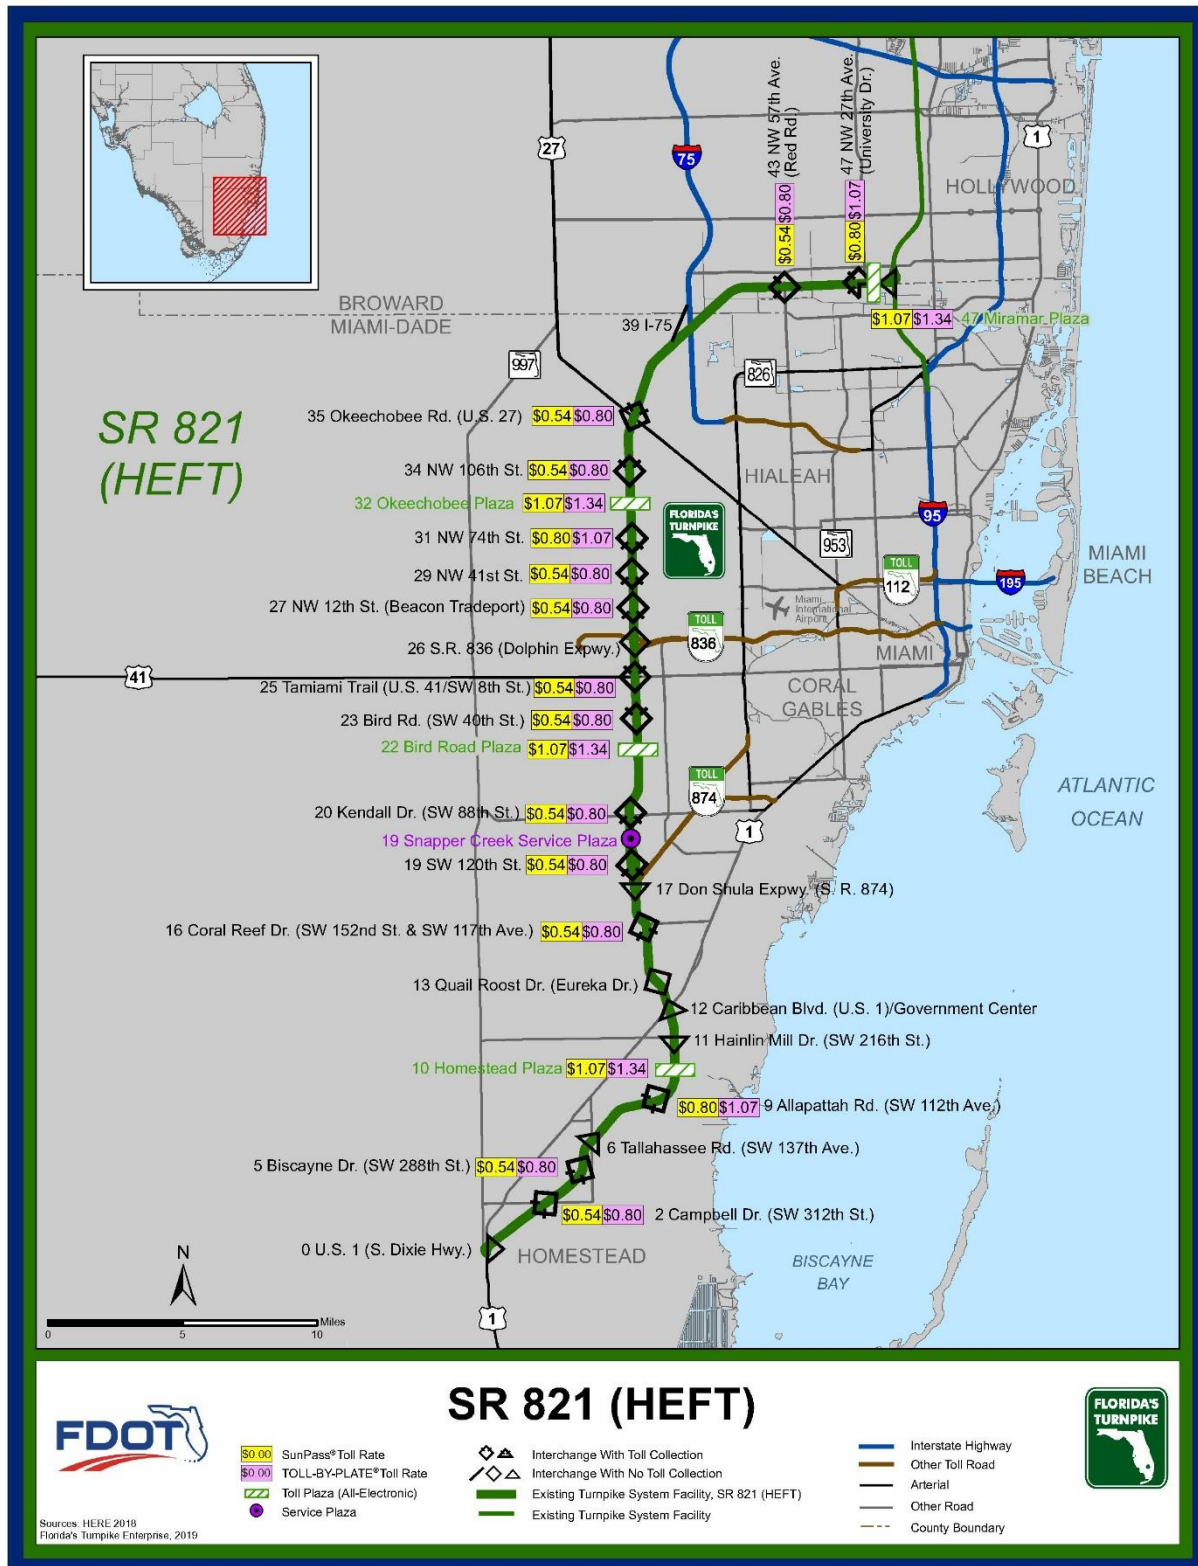 27
75
43 NW 57th Ave.
(Red Rd.)
$0.54 $0.80
47 NW 27th Ave.
(University Dr.)
$0.80 $1.07
1
HOLLYWOOD
BROWARD
MIAMI-DADE
39 I-75
$1.07 $1.34 47 Miramar Plaza
997
826
SR 821
(HEFT)
35 Okeechobee Rd. (U.S. 27) $0.54 $0.80
34 NW 106th St. $0.54 $0.80
HIALEAH
32 Okeechobee Plaza $1.07 $1.34
FLORIDA'S
TURNPIKE
95
31 NW 74th St. $0.80 $1.07
953
MIAMI
BEACH
29 NW 41st St. $0.54 $0.80
TOLL
112
195
27 NW 12th St. (Beacon Tradeport) $0.54 $0.80
Miami
International
Airport
TOLL
836
26 S.R. 836 (Dolphin Expwy.)
MIAMI
41
25 Tamiami Trail (U.S. 41/SW 8th St.) $0.54 $0.80
CORAL
GABLES
23 Bird Rd. (SW 40th St.) $0.54 $0.80
22 Bird Road Plaza $1.07 $1.34
TOLL
874
ATLANTIC
OCEAN
20 Kendall Dr. (SW 88th St.) $0.54 $0.80
1
19 Snapper Creek Service Plaza
19 SW 120th St. $0.54 $0.80
17 Don Shula Expwy. (S. R. 874)
16 Coral Reef Dr. (SW 152nd St. & SW 117th Ave.) $0.54 $0.80
13 Quail Roost Dr. (Eureka Dr.)
12 Caribbean Blvd. (U.S. 1)/Government Center
11 Hainlin Mill Dr. (SW 216th St.)
10 Homestead Plaza $1.07 $1.34
$0.80 $1.07 9 Allapattah Rd. (SW 112th Ave.)
6 Tallahassee Rd. (SW 137th Ave.)
5 Biscayne Dr. (SW 288th St.) $0.54 $0.80
$0.54 $0.80 2 Campbell Dr. (SW 312th St.)
0 U.S. 1 (S. Dixie Hwy.)
HOMESTEAD
BISCAYNE
BAY
N
1
Miles
0 5 10
SR 821 (HEFT)
FDOT
$0.00 SunPass® Toll Rate
$0.00 TOLL-BY-PLATE® Toll Rate
Toll Plaza (All-Electronic)
Service Plaza
Interchange With Toll Collection
Interchange With No Toll Collection
Existing Turnpike System Facility, SR 821 (HEFT)
Existing Turnpike System Facility
Interstate Highway
Other Toll Road
Arterial
Other Road
County Boundary
FLORIDA'S
TURNPIKE
Sources: HERE 2018
Florida's Turnpike Enterprise, 2019